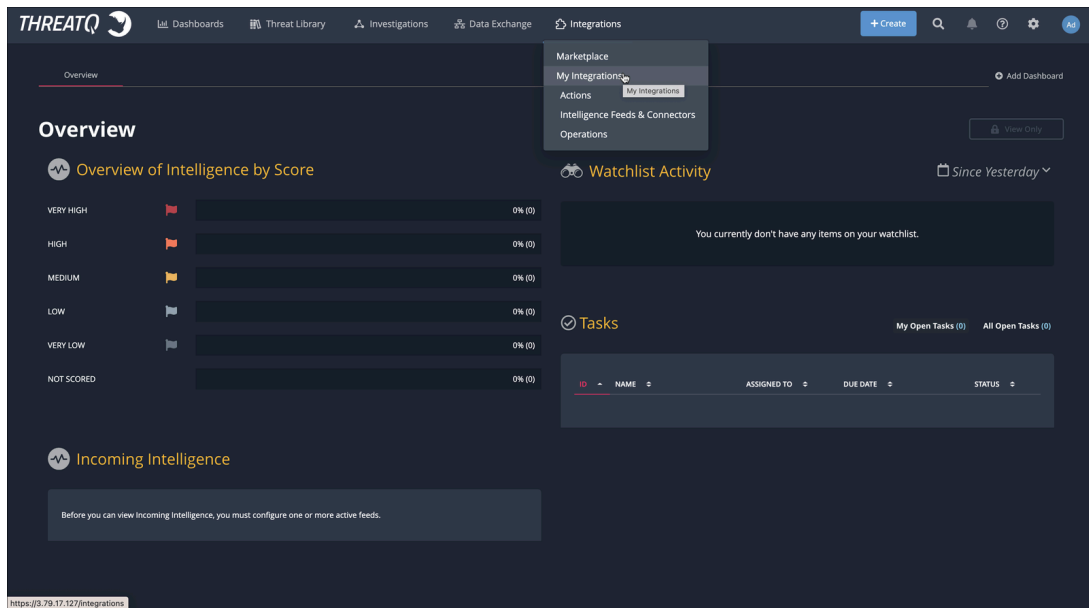 THREATQ Dashboards Threat Library Investigations Data Exchange Integrations + Create Ad
Marketplace
My Integrations
My Integrations
Actions
Intelligence Feeds & Connectors
Operations
Overview Add Dashboard
Overview View Only
Overview of Intelligence by Score
VERY HIGH 0% (0)
HIGH 0% (0)
MEDIUM 0% (0)
LOW 0% (0)
VERY LOW 0% (0)
NOT SCORED 0% (0)
Watchlist Activity Since Yesterday
You currently don't have any items on your watchlist.
Tasks My Open Tasks (0) All Open Tasks (0)
ID NAME ASSIGNED TO DUE DATE STATUS
Incoming Intelligence
Before you can view Incoming Intelligence, you must configure one or more active feeds.
https://3.79.17.127/integrations